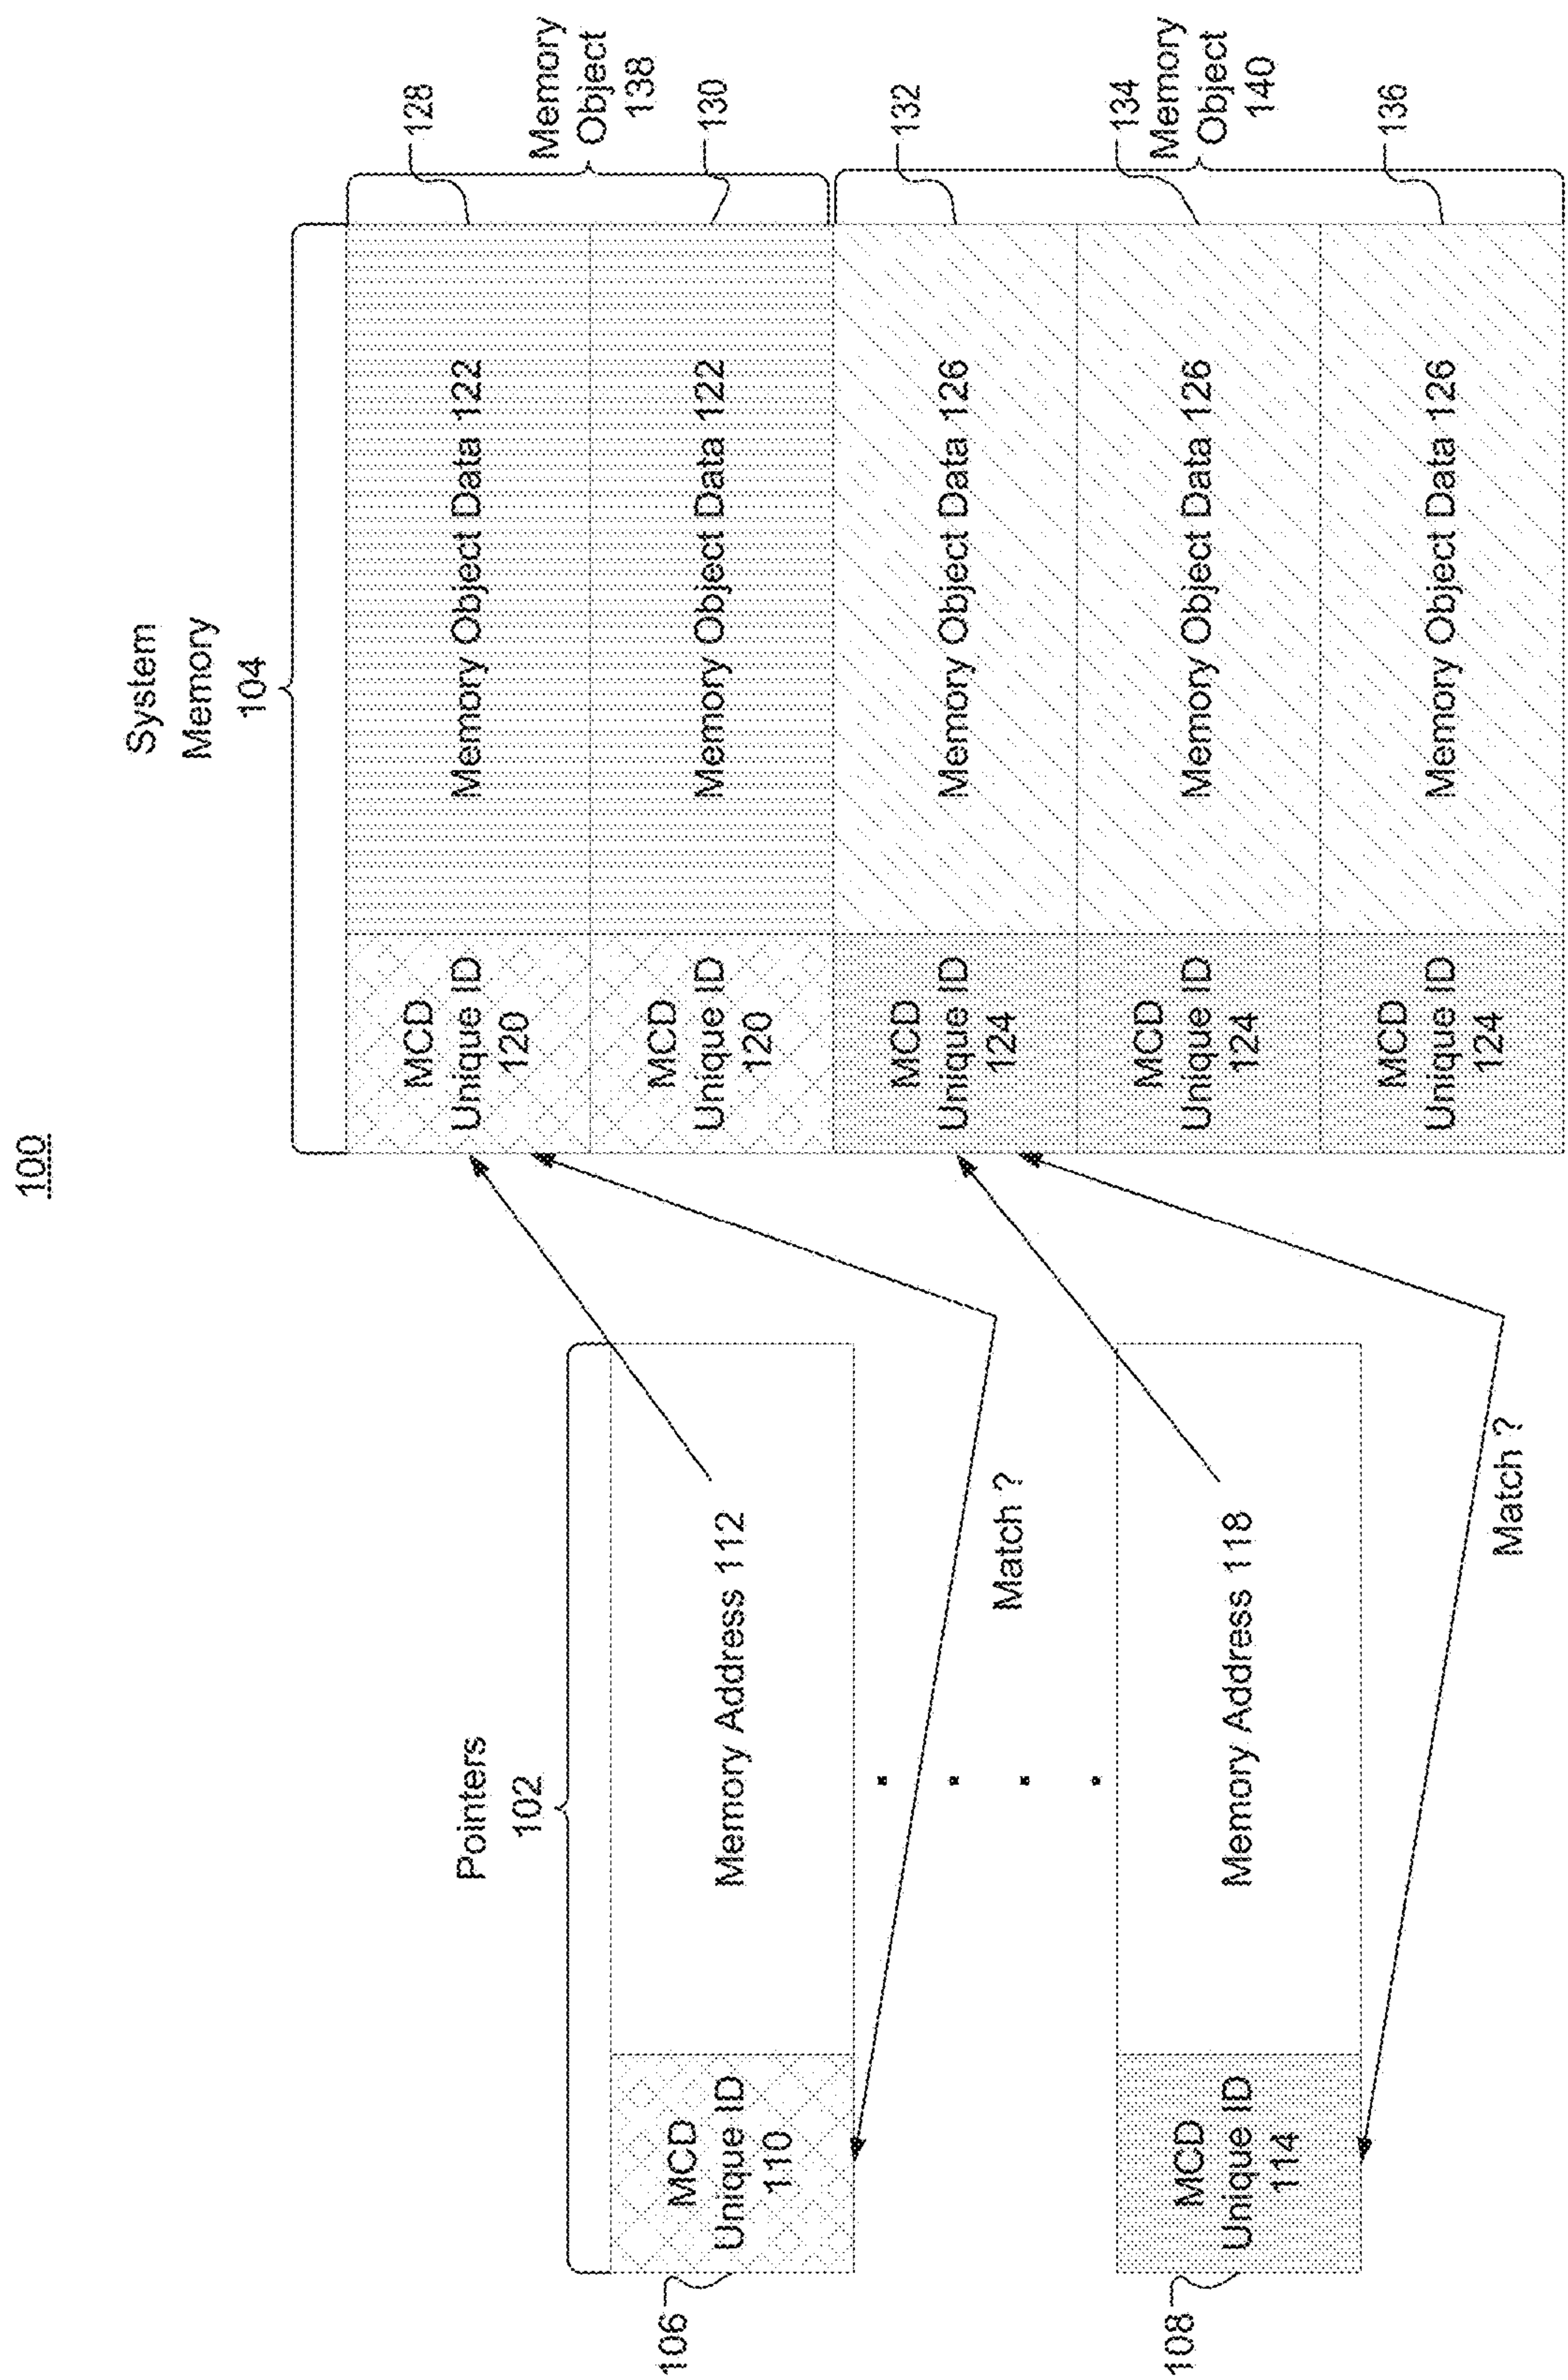 100
System
Memory
104
Pointers
102
106
MCD
Unique ID
110
Memory Address 112
Match ?
108
MCD
Unique ID
114
Memory Address 118
Match ?
MCD
Unique ID
120
Memory Object Data 122
128
MCD
Unique ID
120
Memory Object Data 122
130
Memory
Object
138
MCD
Unique ID
124
Memory Object Data 126
132
MCD
Unique ID
124
Memory Object Data 126
134
Memory
Object
140
MCD
Unique ID
124
Memory Object Data 126
136